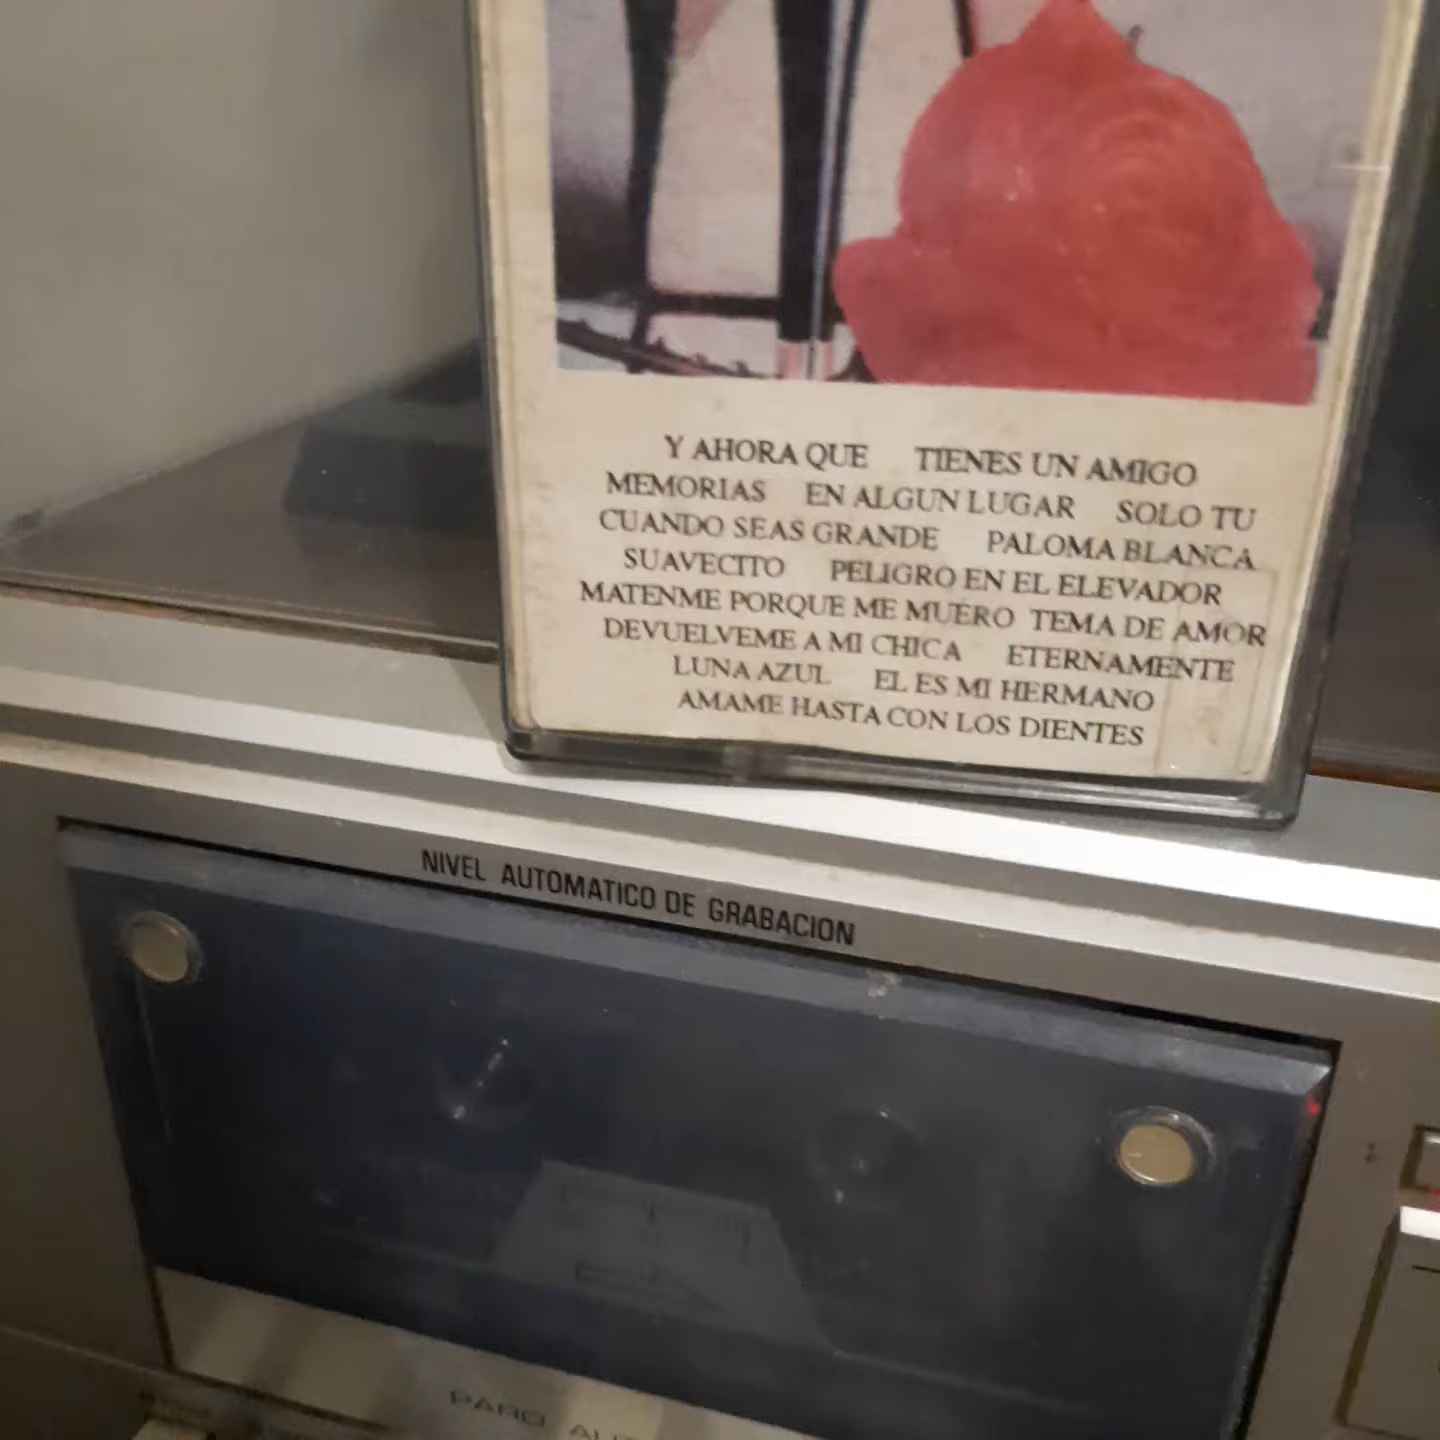 Y AHORA QUE TIENES UN AMIGO
MEMORIAS EN ALGUN LUGAR SOLO TU
CUANDO SEAS GRANDE PALOMA BLANCA
SUAVECITO PELIGRO EN EL ELEVADOR
MATENME PORQUE ME MUERO TEMA DE AMOR
DEVUELVEME A MI CHICA ETERNAMENTE
LUNA AZUL EL ES MI HERMANO
AMAME HASTA CON LOS DIENTES
NIVEL AUTOMATICO DE GRABACION
PARO